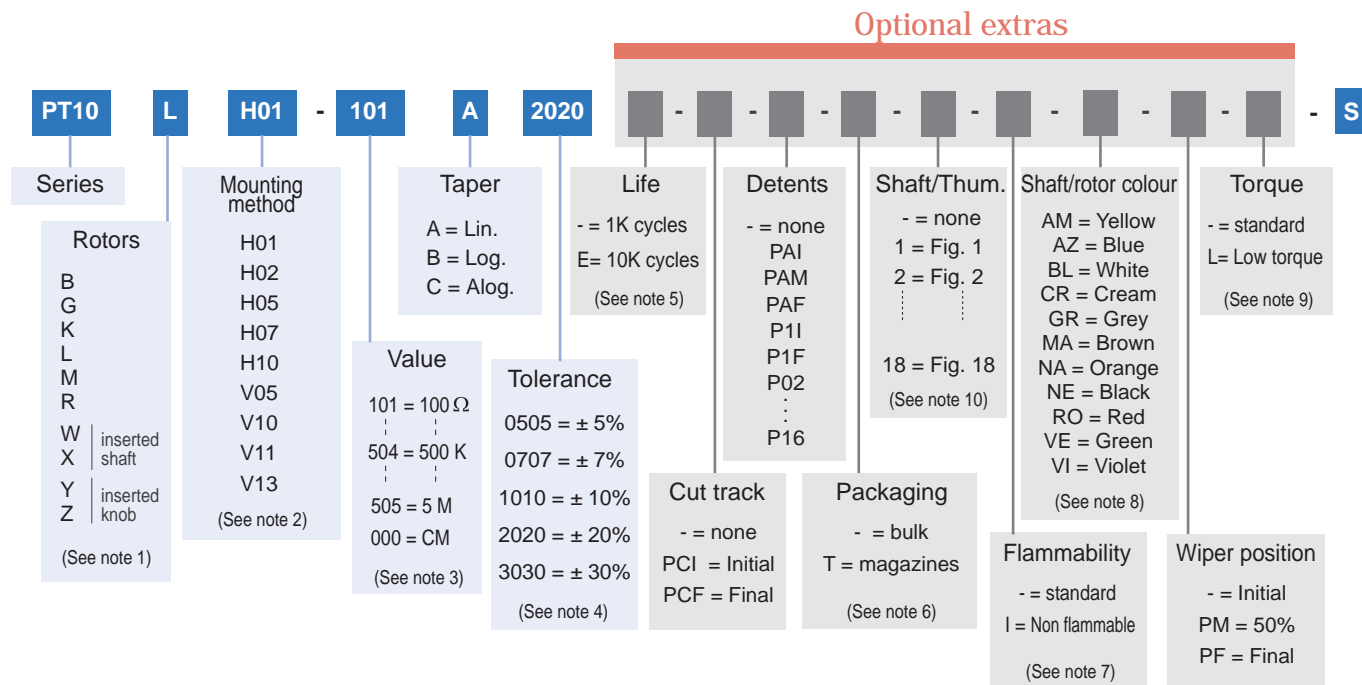 Optional extras
PT10 L H01 - 101 A 2020 - - - - - - - - - S
Series
Rotors
B
G
K
L
M
R
W
X
inserted
shaft
Y
Z
inserted
knob
(See note 1)
Mounting
method
H01
H02
H05
H07
H10
V05
V10
V11
V13
(See note 2)
Value
101 = 100 Ω
504 = 500 K
505 = 5 M
000 = CM
(See note 3)
Taper
A = Lin.
B = Log.
C = Alog.
Tolerance
0505 = ± 5%
0707 = ± 7%
1010 = ± 10%
2020 = ± 20%
3030 = ± 30%
(See note 4)
Life
- = 1K cycles
E= 10K cycles
(See note 5)
Cut track
- = none
PCI = Initial
PCF = Final
Detents
- = none
PAI
PAM
PAF
P1I
P1F
P02
:
:
P16
Packaging
- = bulk
T = magazines
(See note 6)
Shaft/Thum.
- = none
1 = Fig. 1
2 = Fig. 2
18 = Fig. 18
(See note 10)
Flammability
- = standard
I = Non flammable
(See note 7)
Shaft/rotor colour
AM = Yellow
AZ = Blue
BL = White
CR = Cream
GR = Grey
MA = Brown
NA = Orange
NE = Black
RO = Red
VE = Green
VI = Violet
(See note 8)
Wiper position
- = Initial
PM = 50%
PF = Final
Torque
- = standard
L= Low torque
(See note 9)